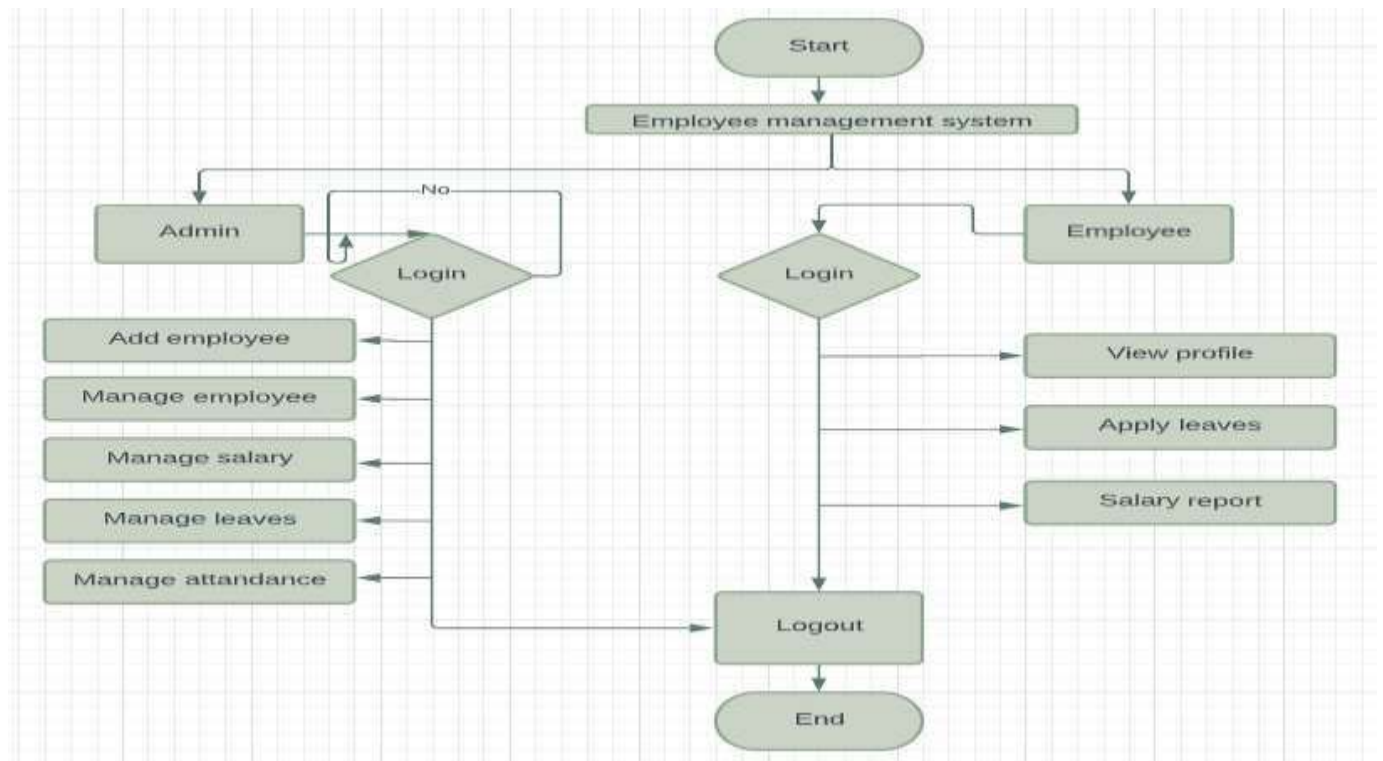 Start
Employee management system
No
Admin
Employee
Login
Login
Add employee
View profile
Manage employee
Apply leaves
Manage salary
Salary report
Manage leaves
Manage attandance
Logout
End